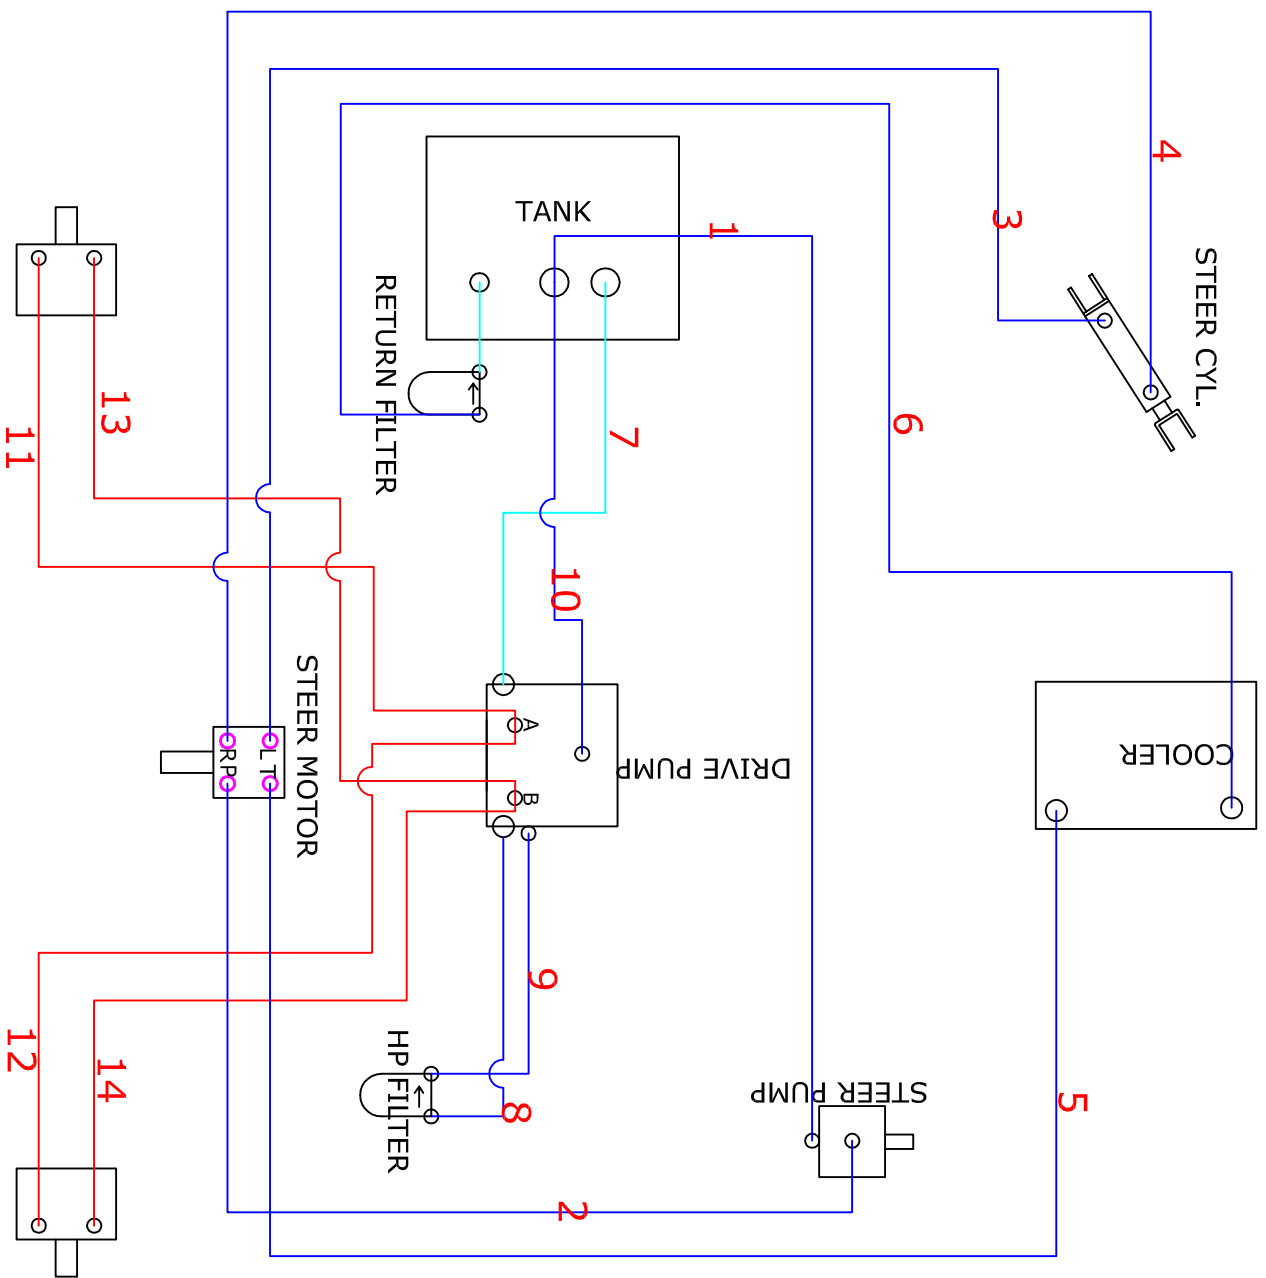 4
3
TANK
1
STEER CYL.
RETURN FILTER
13
11
6
7
10
STEER MOTOR
A
L T
R P
B
DRIVE PUMP
COOLER
9
12
14
HP FILTER
8
STEER PUMP
5
2